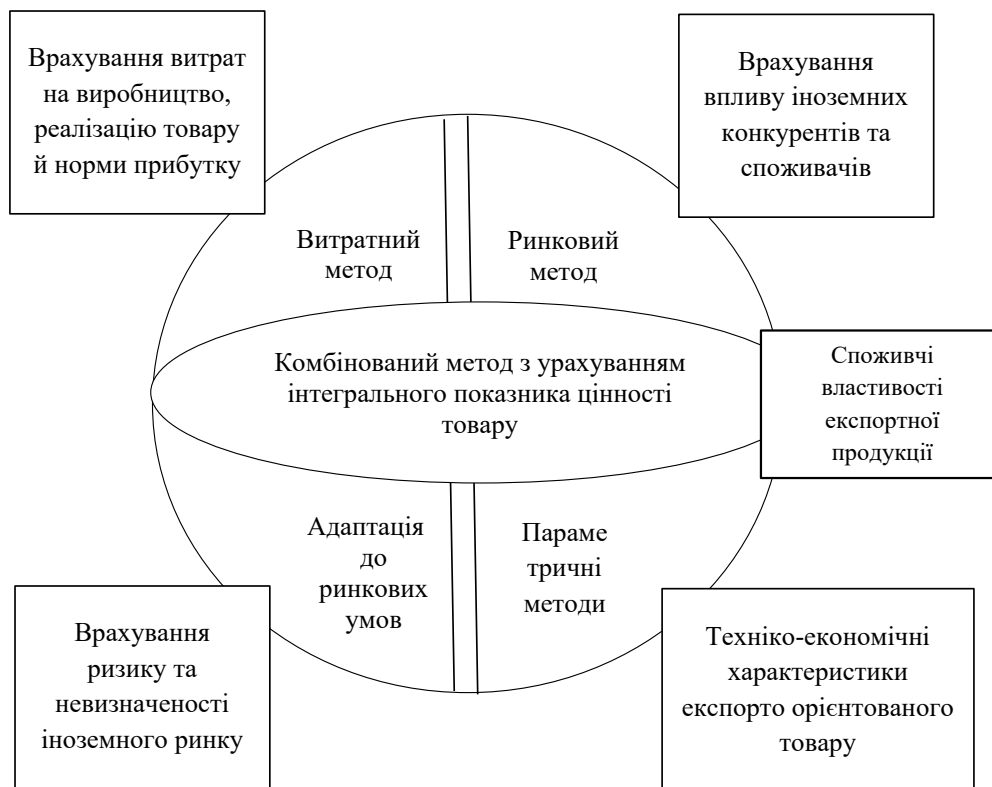 Врахування витрат
на виробництво,
реалізацію товару
й норми прибутку
Врахування
впливу іноземних
конкурентів та
споживачів
Витратний
метод
Ринковий
метод
Комбінований метод з урахуванням
інтегрального показника цінності
товару
Споживчі
властивості
експортної
продукції
Адаптація
до
ринкових
умов
Параме
тричні
методи
Врахування
ризику та
невизначеності
іноземного ринку
Техніко-економічні
характеристики
експорто орієнтованого
товару